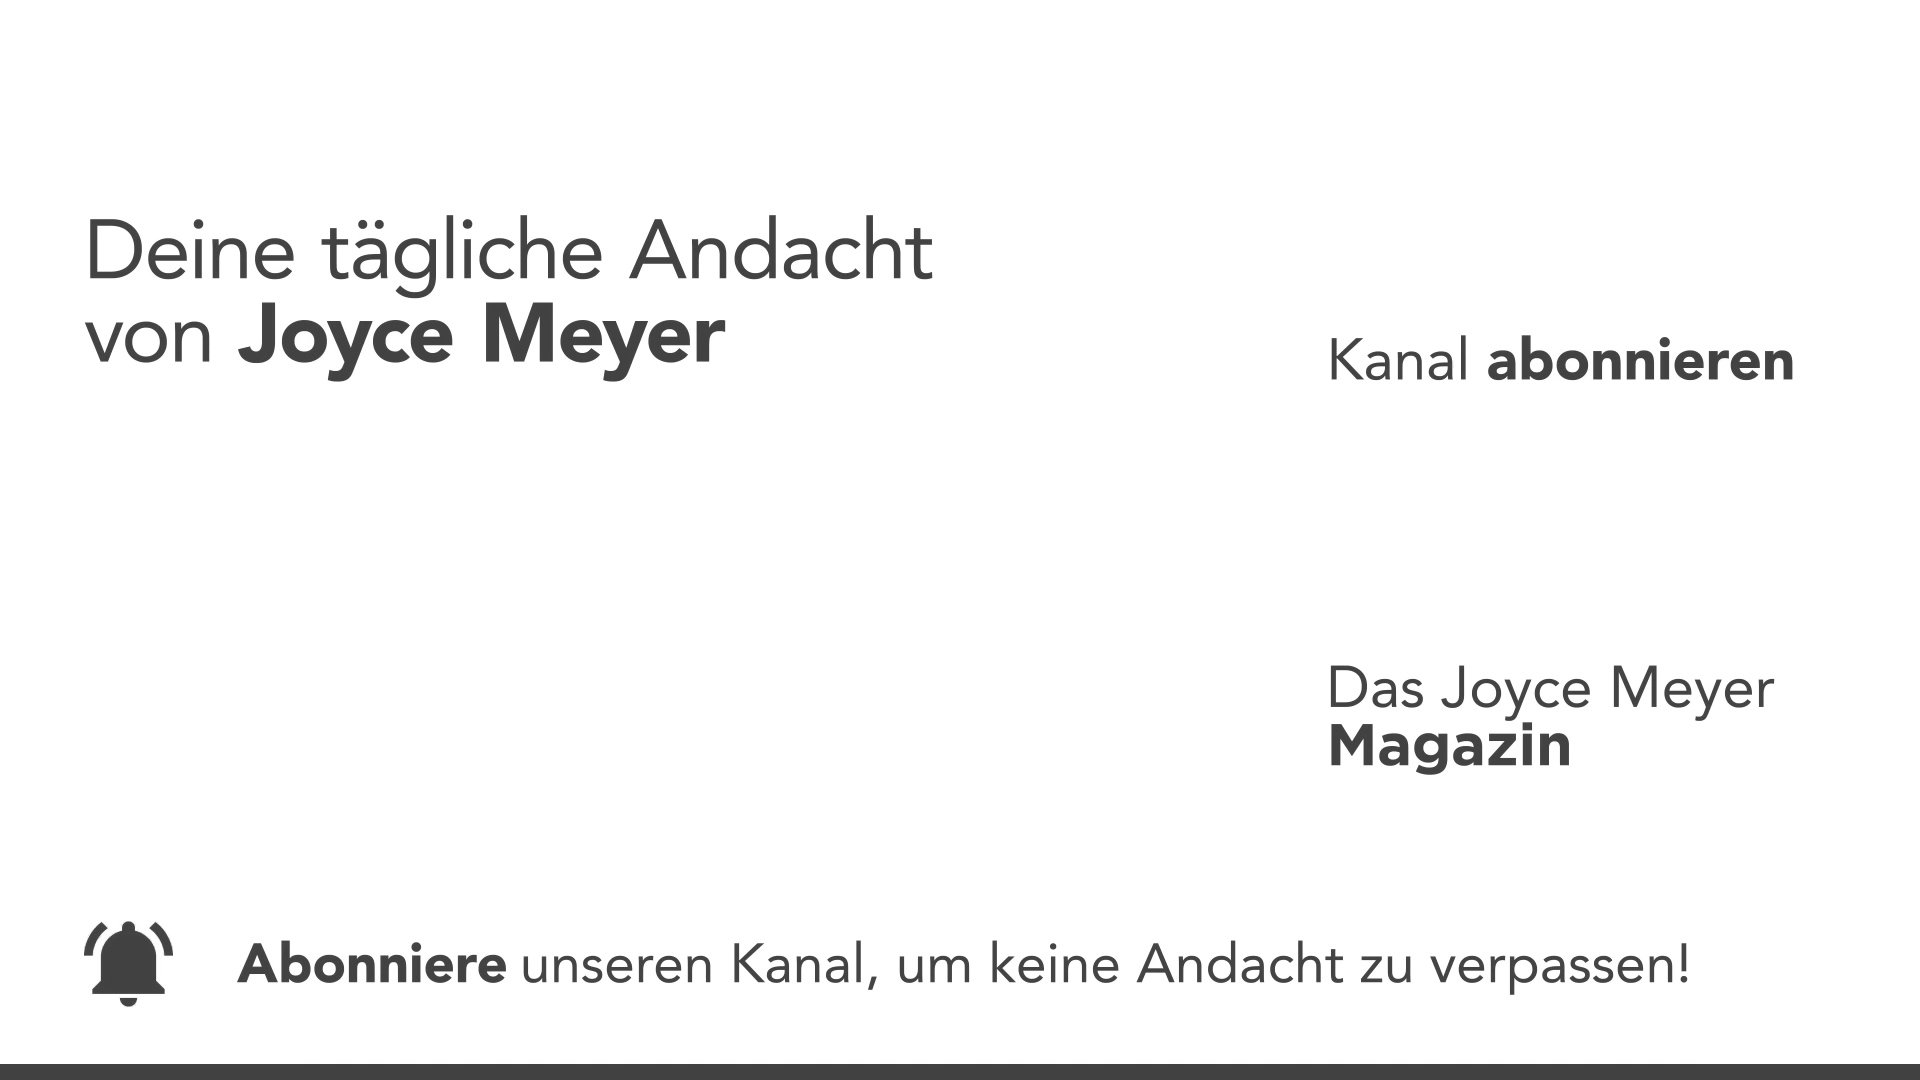 Deine tägliche Andacht
von Joyce Meyer
Kanal abonnieren
Das Joyce Meyer
Magazin
Abonniere unseren Kanal, um keine Andacht zu verpassen!